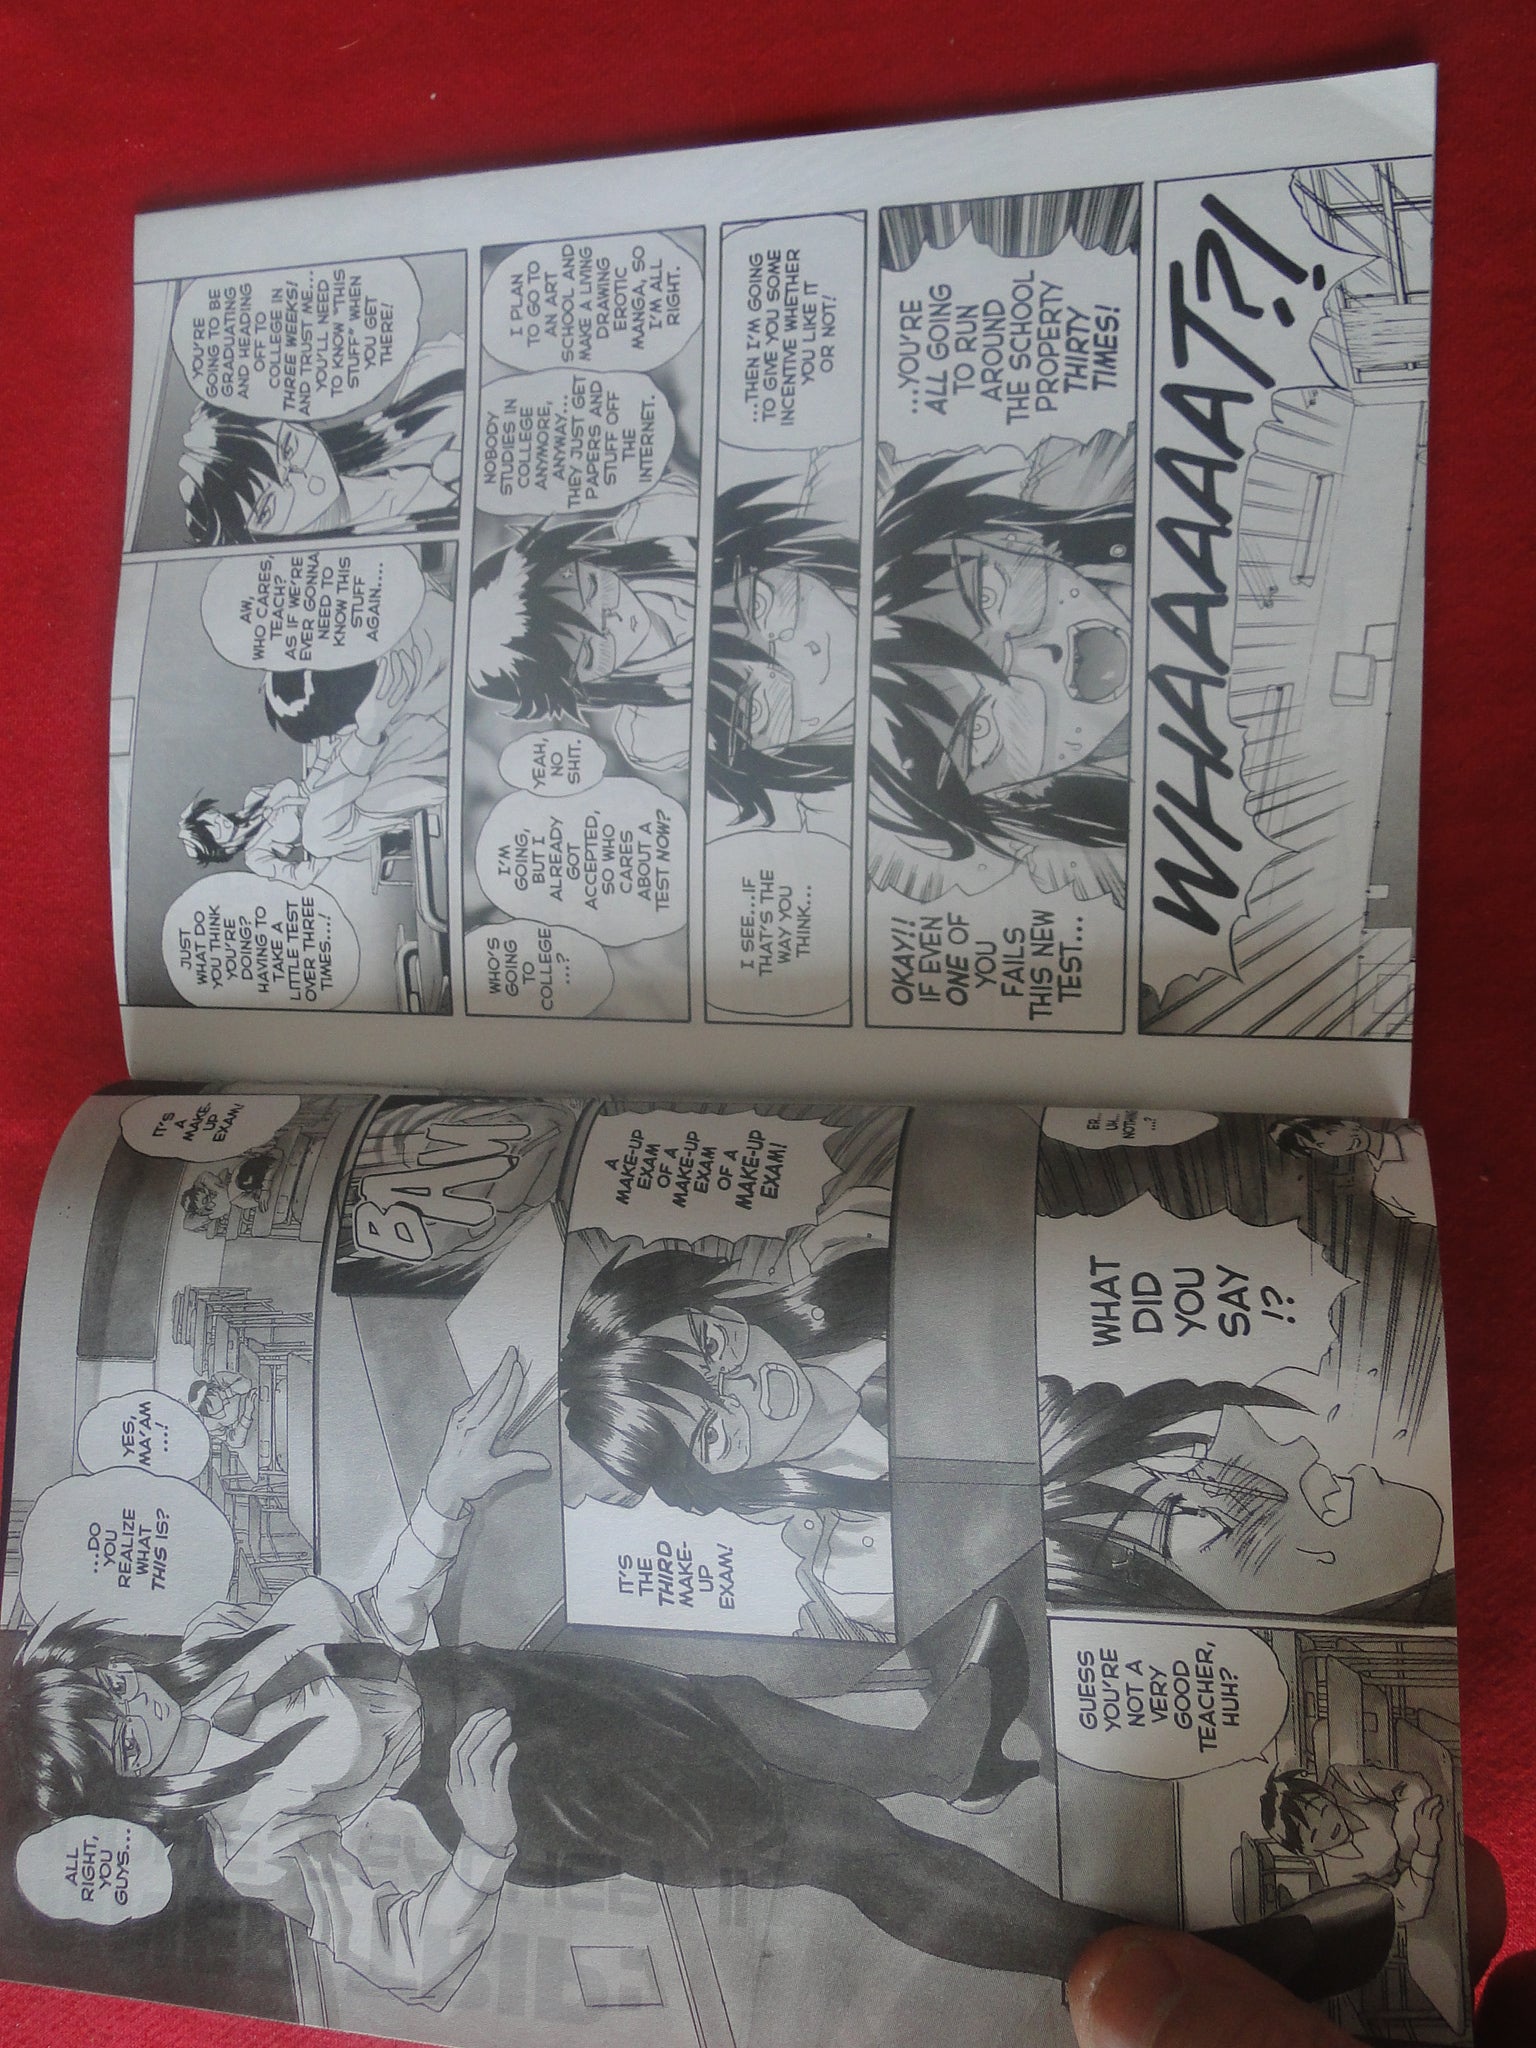 ALL
RIGHT,
YOU
GUYS...
...DO
YOU
REALIZE
WHAT
THIS IS?
YES,
MA'AM
...!
IT'S
A
MAKE-
UP
EXAM!
BAM
IT'S
THE
THIRD
MAKE-
UP
EXAM!
A
MAKE-UP
EXAM
OF A
MAKE-UP
EXAM
OF A
MAKE-UP
EXAM!
GUESS
YOU'RE
NOT A
VERY
GOOD
TEACHER,
HUH?
WHAT
DID
YOU
SAY
!?
ER...
UH...
NOTHING
...?
JUST
WHAT DO
YOU THINK
YOU'RE
DOING?
HAVING TO
TAKE A
LITTLE TEST
OVER THREE
TIMES...!
AW,
WHO CARES,
TEACH?
AS IF WE'RE
EVER GONNA
NEED TO
KNOW THIS
STUFF
AGAIN....
YOU'RE
GOING TO BE
GRADUATING
AND HEADING
OFF TO
COLLEGE IN
THREE WEEKS!
AND TRUST ME...
YOU'LL NEED
TO KNOW "THIS
STUFF" WHEN
YOU GET
THERE!
WHO'S
GOING
TO
COLLEGE
...?
I'M
GOING,
BUT I
ALREADY
GOT
ACCEPTED,
SO WHO
CARES
ABOUT A
TEST NOW?
YEAH,
NO
SHIT.
NOBODY
STUDIES IN
COLLEGE
ANYMORE,
ANYWAY...
THEY JUST GET
PAPERS AND
STUFF OFF
THE
INTERNET.
I PLAN
TO GO TO
AN ART
SCHOOL AND
MAKE A LIVING
DRAWING
EROTIC
MANGA, SO
I'M ALL
RIGHT.
I SEE...IF
THAT'S THE
WAY YOU
THINK...
...THEN I'M GOING
TO GIVE YOU SOME
INCENTIVE WHETHER
YOU LIKE IT
OR NOT!
OKAY!!
IF EVEN
ONE OF
YOU
FAILS
THIS NEW
TEST...
...YOU'RE
ALL GOING
TO RUN
AROUND
THE SCHOOL
PROPERTY
THIRTY
TIMES!
WHAAAAAAT?!